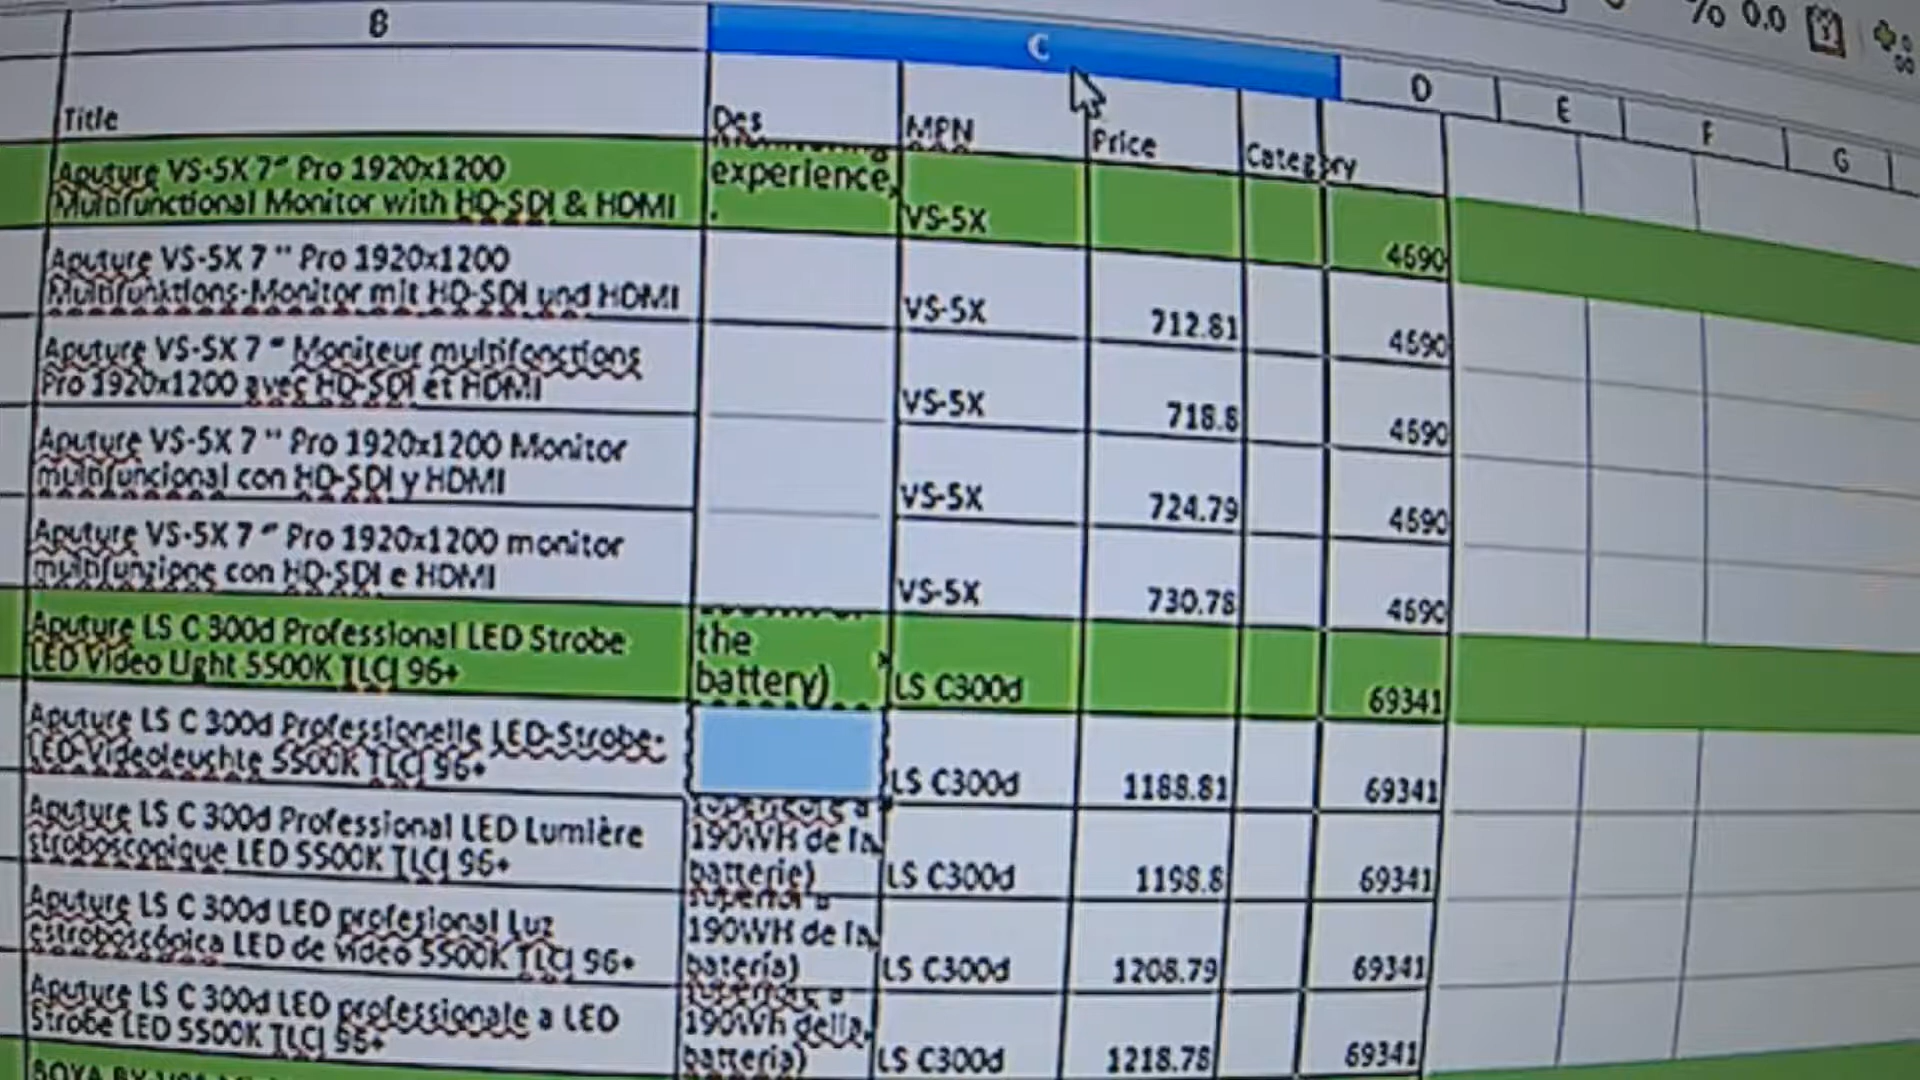 % 0.0
B C D E F G
Title Des MPN Price Category
Aputure VS-5X 7" Pro 1920x1200
Multifunctional Monitor with HD-SDI & HDMI
experience,
.
VS-5X 4690
Aputure VS-5X 7 " Pro 1920x1200
Multifunktions-Monitor mit HD-SDI und HDMI
VS-5X 712.81 4690
Aputure VS-5X 7 " Moniteur multifonctions
Pro 1920x1200 avec HD-SDI et HDMI
VS-5X 718.8 4690
Aputure VS-5X 7 " Pro 1920x1200 Monitor
multifuncional con HD-SDI y HDMI
VS-5X 724.79 4690
Aputure VS-5X 7 " Pro 1920x1200 monitor
multifunzione con HD-SDI e HDMI
VS-5X 730.78 4690
Aputure LS C 300d Professional LED Strobe
LED Video Light 5500K TLCI 96+
the
battery)
LS C300d 69341
Aputure LS C 300d Professionelle LED-Strobe-
LED-Videoleuchte 5500K TLCI 96+
LS C300d 1188.81 69341
Aputure LS C 300d Professional LED Lumière
stroboscopique LED 5500K TLCI 96+
190WH de la
batterie)
LS C300d 1198.8 69341
Aputure LS C 300d LED profesional Luz
estroboscópica LED de video 5500K TLCI 96+
superior a
190WH de la
batería)
LS C300d 1208.79 69341
Aputure LS C 300d LED professionale a LED
Strobe LED 5500K TLCI 96+
190Wh della
batteria)
LS C300d 1218.78 69341